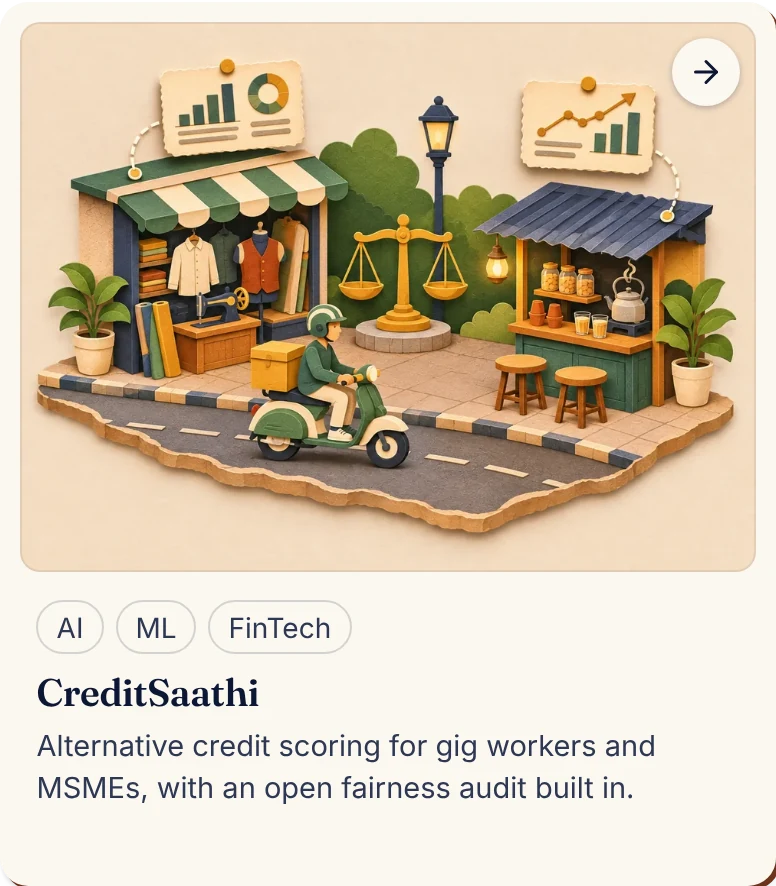 AI ML FinTech
CreditSaathi
Alternative credit scoring for gig workers and
MSMEs, with an open fairness audit built in.